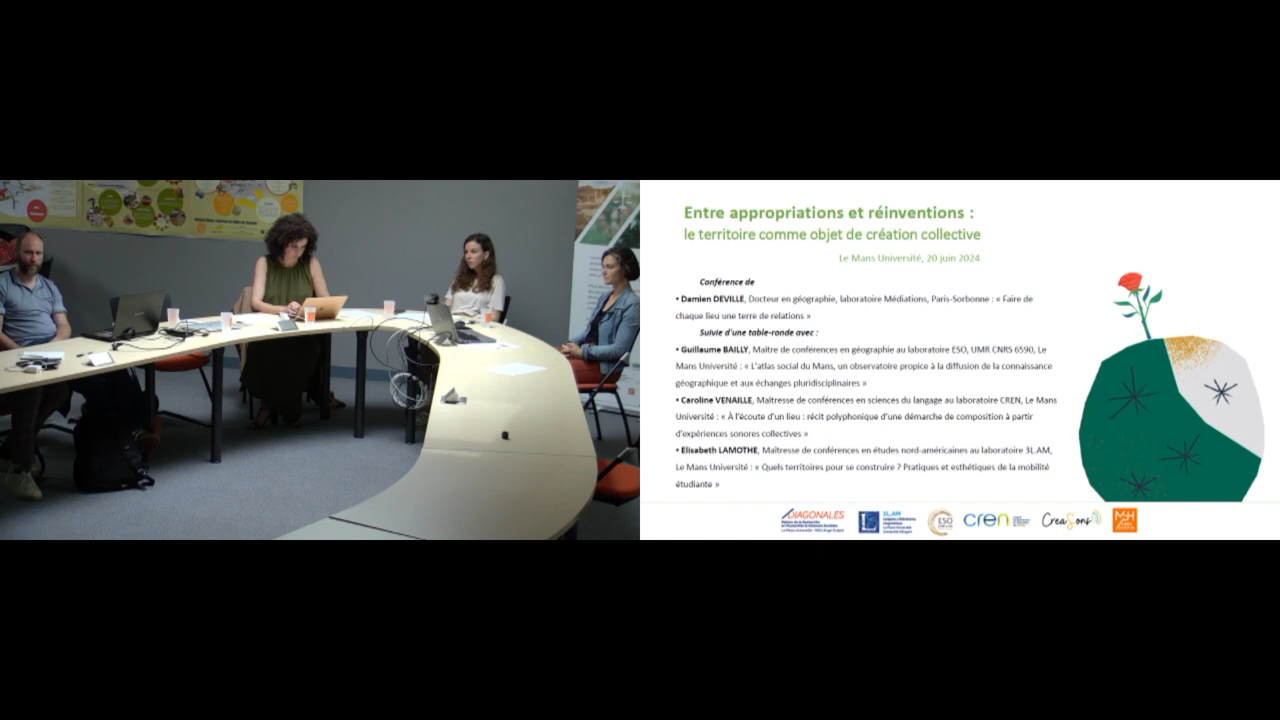 Entre appropriations et réinventions :
le territoire comme objet de création collective
Le Mans Université, 20 juin 2024
Conférence de
• Damien DEVILLE, Docteur en géographie, laboratoire Médiations, Paris-Sorbonne : « Faire de
chaque lieu une terre de relations »
Suivie d'une table-ronde avec :
• Guillaume BAILLY, Maître de conférences en géographie au laboratoire ESO, UMR CNRS 6590, Le
Mans Université : « L'atlas social du Mans, un observatoire propice à la diffusion de la connaissance
géographique et aux échanges pluridisciplinaires »
• Caroline VENAILLE, Maîtresse de conférences en sciences du langage au laboratoire CREN, Le Mans
Université : « À l'écoute d'un lieu : récit polyphonique d'une démarche de composition à partir
d'expériences sonores collectives »
• Elisabeth LAMOTHE, Maîtresse de conférences en études nord-américaines au laboratoire 3L.AM,
Le Mans Université : « Quels territoires pour se construire ? Pratiques et esthétiques de la mobilité
étudiante »
DIAGONALES
3L.AM
ESO
cren
CreaSons
MSH